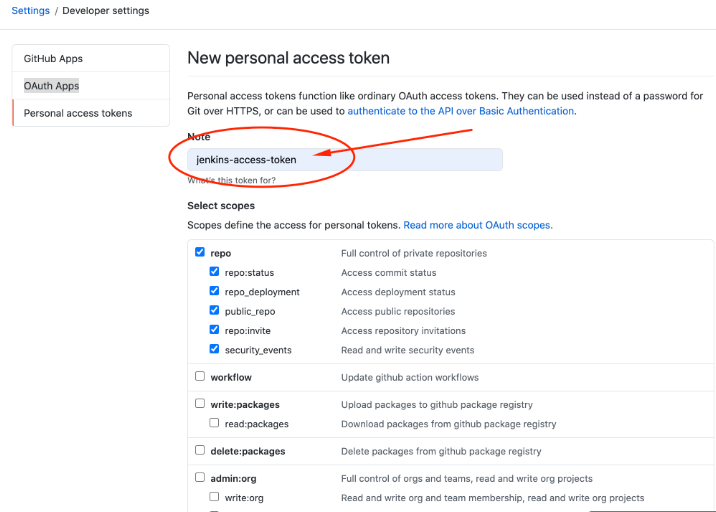 Settings / Developer settings
GitHub Apps
OAuth Apps
Personal access tokens
New personal access token
Personal access tokens function like ordinary OAuth access tokens. They can be used instead of a password for
Git over HTTPS, or can be used to authenticate to the API over Basic Authentication.
Note
jenkins-access-token
What's this token for?
Select scopes
Scopes define the access for personal tokens. Read more about OAuth scopes.
repo Full control of private repositories
repo:status Access commit status
repo_deployment Access deployment status
public_repo Access public repositories
repo:invite Access repository invitations
security_events Read and write security events
workflow Update github action workflows
write:packages Upload packages to github package registry
read:packages Download packages from github package registry
delete:packages Delete packages from github package registry
admin:org Full control of orgs and teams, read and write org projects
write:org Read and write org and team membership, read and write org projects